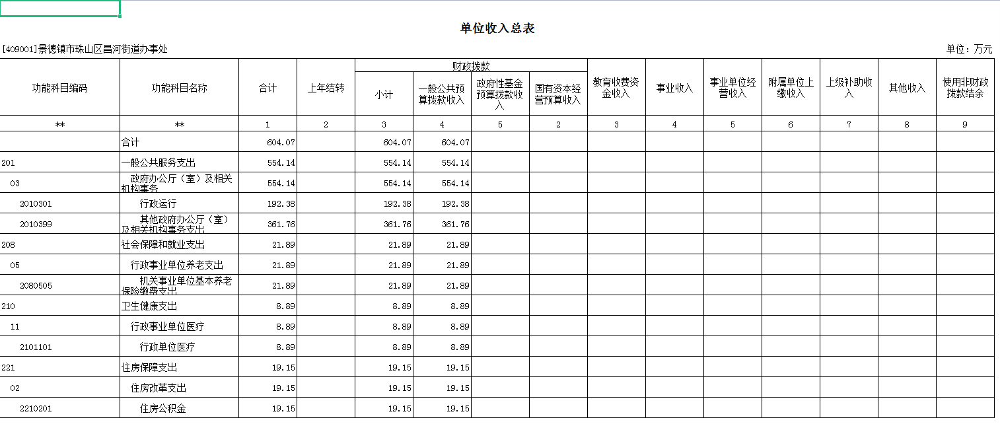 单位收入总表
[409001]景德镇市珠山区昌河街道办事处 单位：万元
功能科目编码 功能科目名称 合计 上年结转 财政拨款 教育收费资金收入 事业收入 事业单位经营收入 附属单位上缴收入 上级补助收入 其他收入 使用非财政拨款结余
小计 一般公共预算拨款收入 政府性基金预算拨款收入 国有资本经营预算收入
** ** 1 2 3 4 5 2 3 4 5 6 7 8 9
合计 604.07 604.07 604.07
201 一般公共服务支出 554.14 554.14 554.14
03 政府办公厅（室）及相关机构事务 554.14 554.14 554.14
2010301 行政运行 192.38 192.38 192.38
2010399 其他政府办公厅（室）及相关机构事务支出 361.76 361.76 361.76
208 社会保障和就业支出 21.89 21.89 21.89
05 行政事业单位养老支出 21.89 21.89 21.89
2080505 机关事业单位基本养老保险缴费支出 21.89 21.89 21.89
210 卫生健康支出 8.89 8.89 8.89
11 行政事业单位医疗 8.89 8.89 8.89
2101101 行政单位医疗 8.89 8.89 8.89
221 住房保障支出 19.15 19.15 19.15
02 住房改革支出 19.15 19.15 19.15
2210201 住房公积金 19.15 19.15 19.15